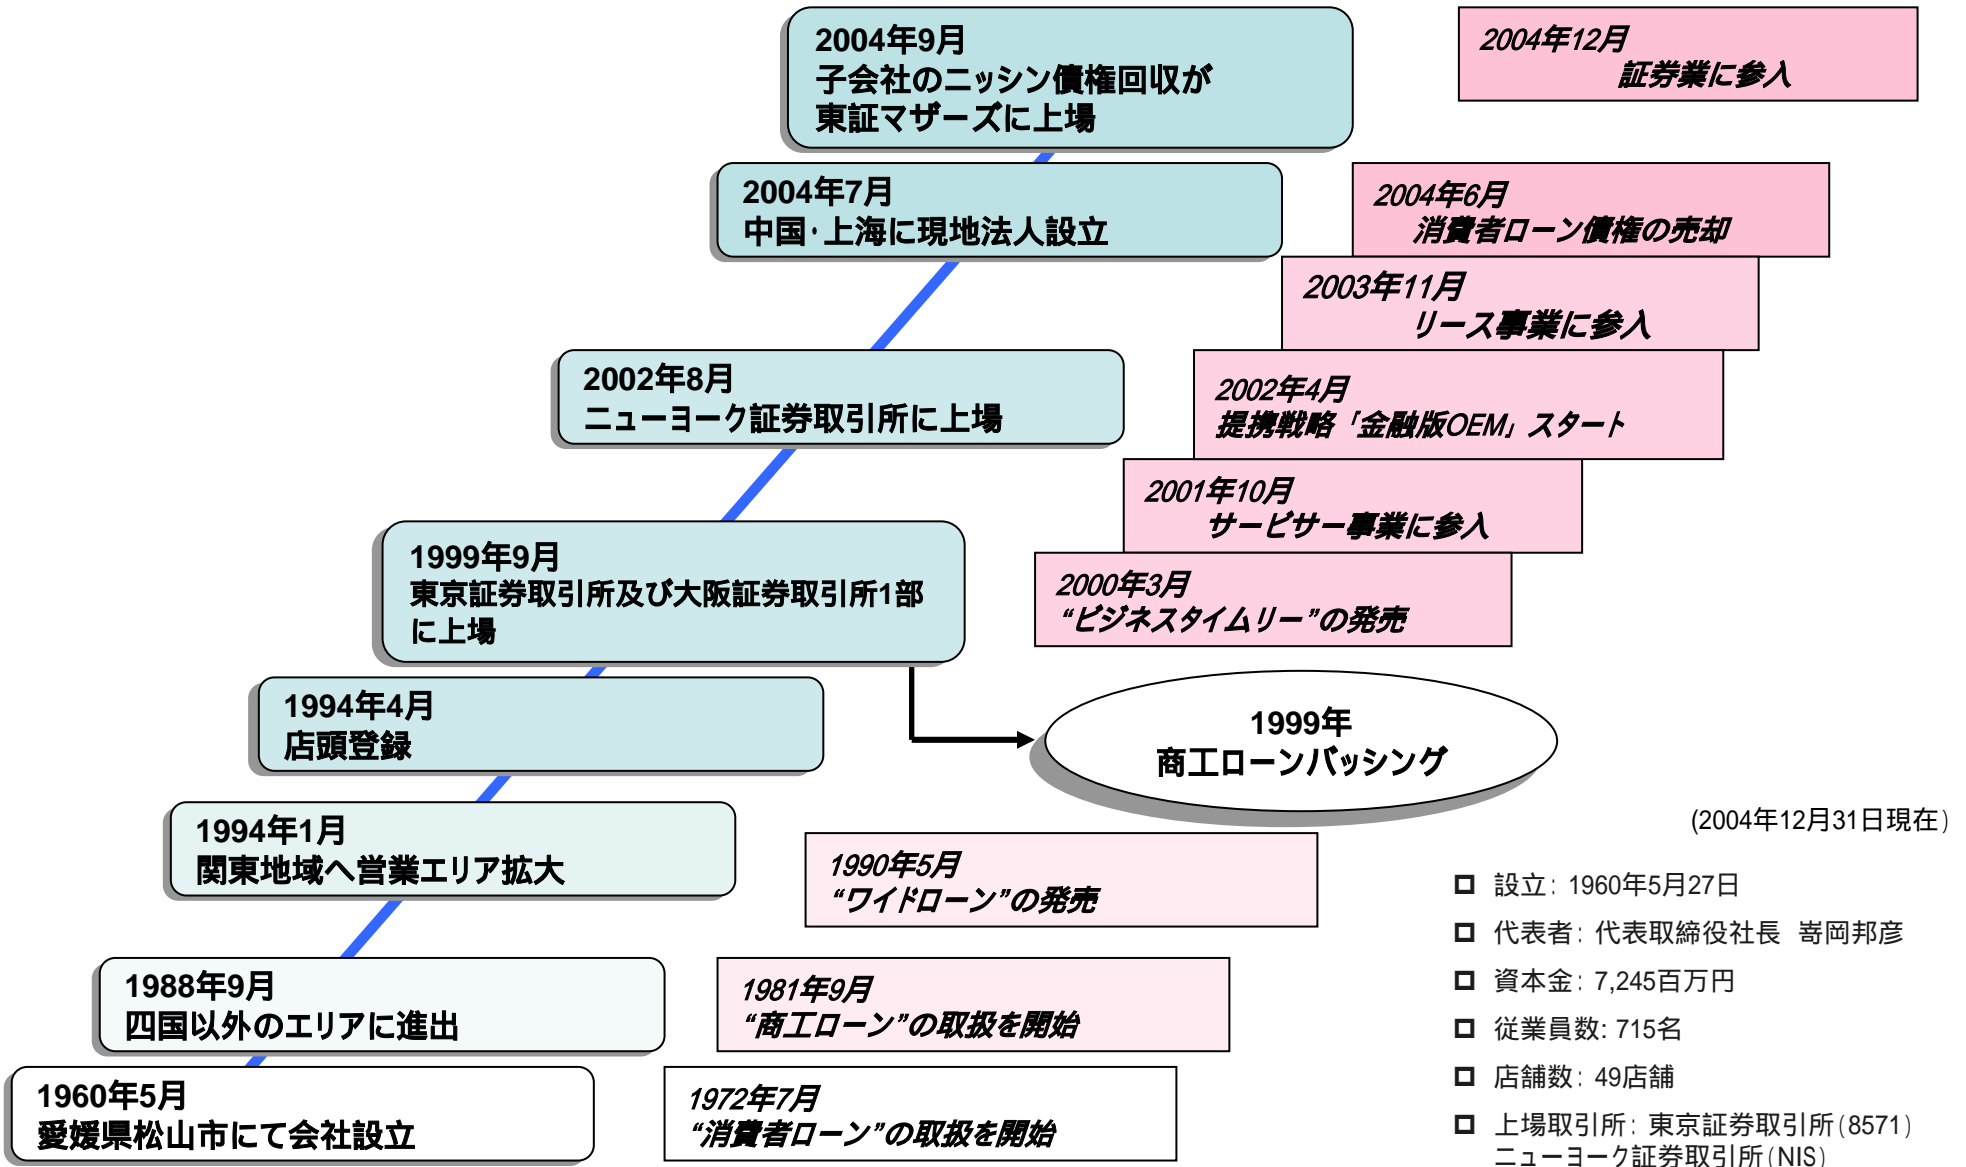 2004年9月
子会社のニッシン債権回収が
東証マザーズに上場
2004年12月
証券業に参入
2004年7月
中国・上海に現地法人設立
2004年6月
消費者ローン債権の売却
2003年11月
リース事業に参入
2002年8月
ニューヨーク証券取引所に上場
2002年4月
提携戦略「金融版OEM」スタート
2001年10月
サービサー事業に参入
1999年9月
東京証券取引所及び大阪証券取引所1部
に上場
2000年3月
“ビジネスタイムリー”の発売
1994年4月
店頭登録
1999年
商工ローンバッシング
1994年1月
関東地域へ営業エリア拡大
1990年5月
“ワイドローン”の発売
1988年9月
四国以外のエリアに進出
1981年9月
“商工ローン”の取扱を開始
1960年5月
愛媛県松山市にて会社設立
1972年7月
“消費者ローン”の取扱を開始
(2004年12月31日現在)
設立: 1960年5月27日
代表者: 代表取締役社長 嵜岡邦彦
資本金: 7,245百万円
従業員数: 715名
店舗数: 49店舗
上場取引所: 東京証券取引所(8571)
ニューヨーク証券取引所(NIS)